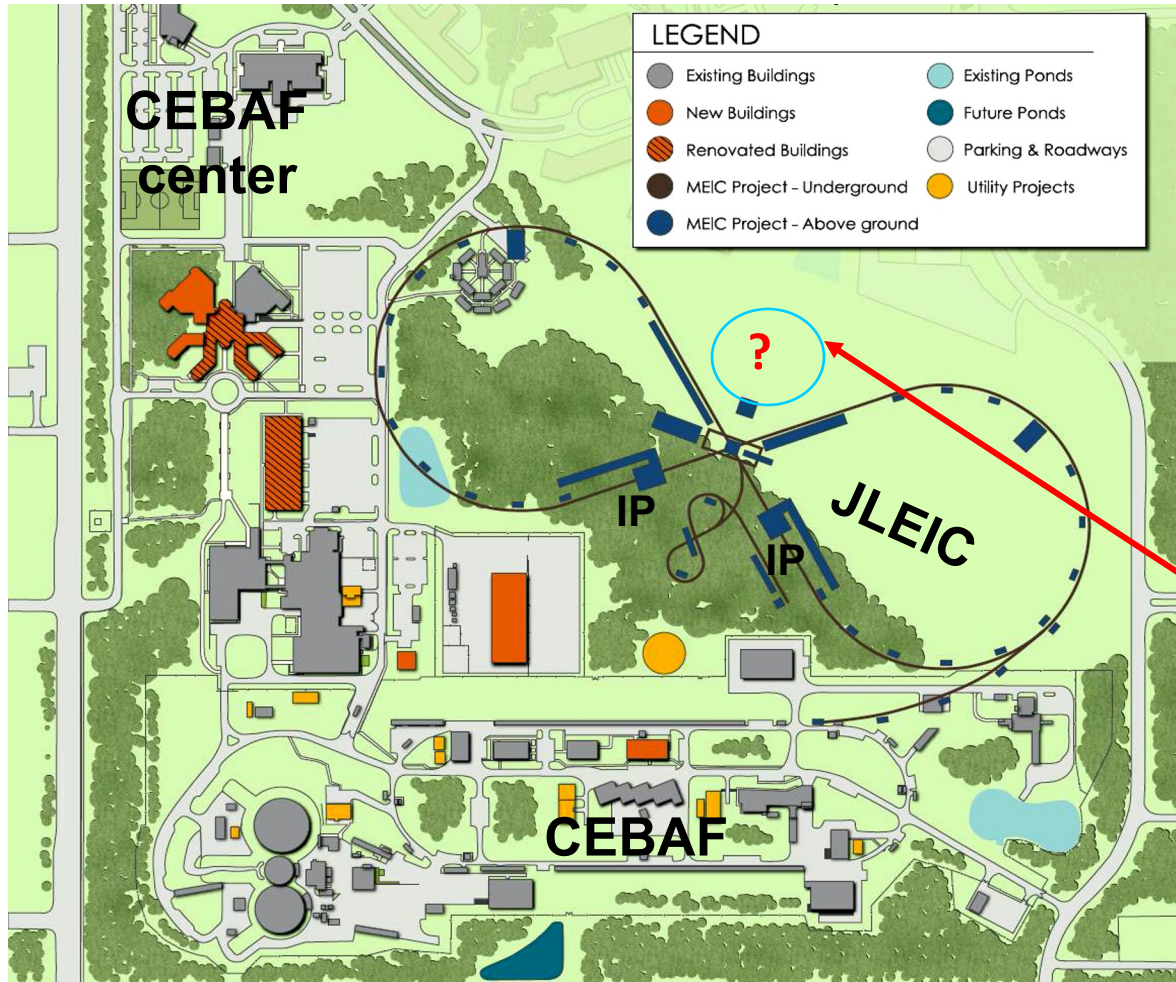 LEGEND
Existing Buildings
Existing Ponds
New Buildings
Future Ponds
Renovated Buildings
Parking & Roadways
MEIC Project - Underground
Utility Projects
MEIC Project - Above ground
CEBAF
center
?
JLEIC
IP
IP
CEBAF